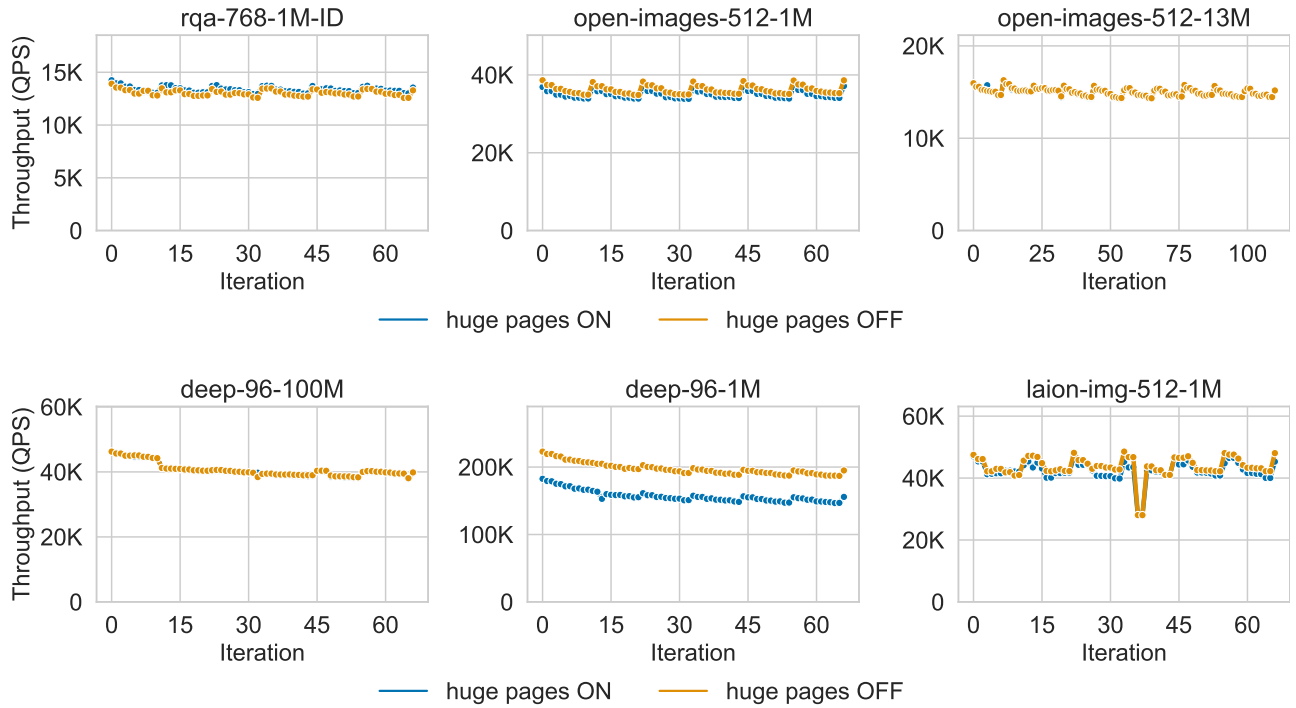 rqa-768-1M-ID
open-images-512-1M
open-images-512-13M
Throughput (QPS)
15K
10K
5K
0
0 15 30 45 60
Iteration
40K
20K
0
0 15 30 45 60
Iteration
20K
10K
0
0 25 50 75 100
Iteration
huge pages ON
huge pages OFF
deep-96-100M
deep-96-1M
laion-img-512-1M
Throughput (QPS)
60K
40K
20K
0
0 15 30 45 60
Iteration
200K
100K
0
0 15 30 45 60
Iteration
60K
40K
20K
0
0 15 30 45 60
Iteration
huge pages ON
huge pages OFF